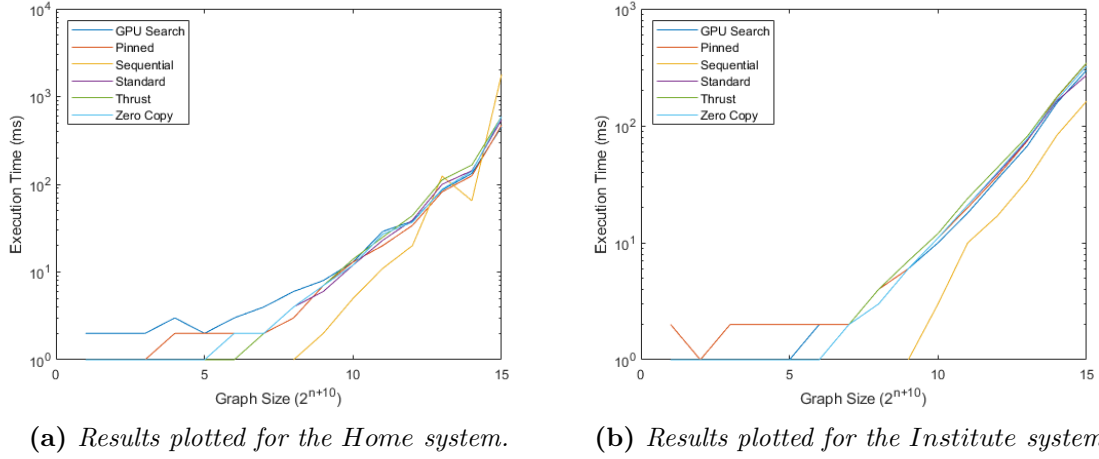 10^4
10^3
10^2
10^1
10^0
Execution Time (ms)
GPU Search
Pinned
Sequential
Standard
Thrust
Zero Copy
0 5 10 15
Graph Size (2^{n+10})
(a) Results plotted for the Home system.
10^3
10^2
10^1
10^0
Execution Time (ms)
GPU Search
Pinned
Sequential
Standard
Thrust
Zero Copy
0 5 10 15
Graph Size (2^{n+10})
(b) Results plotted for the Institute system